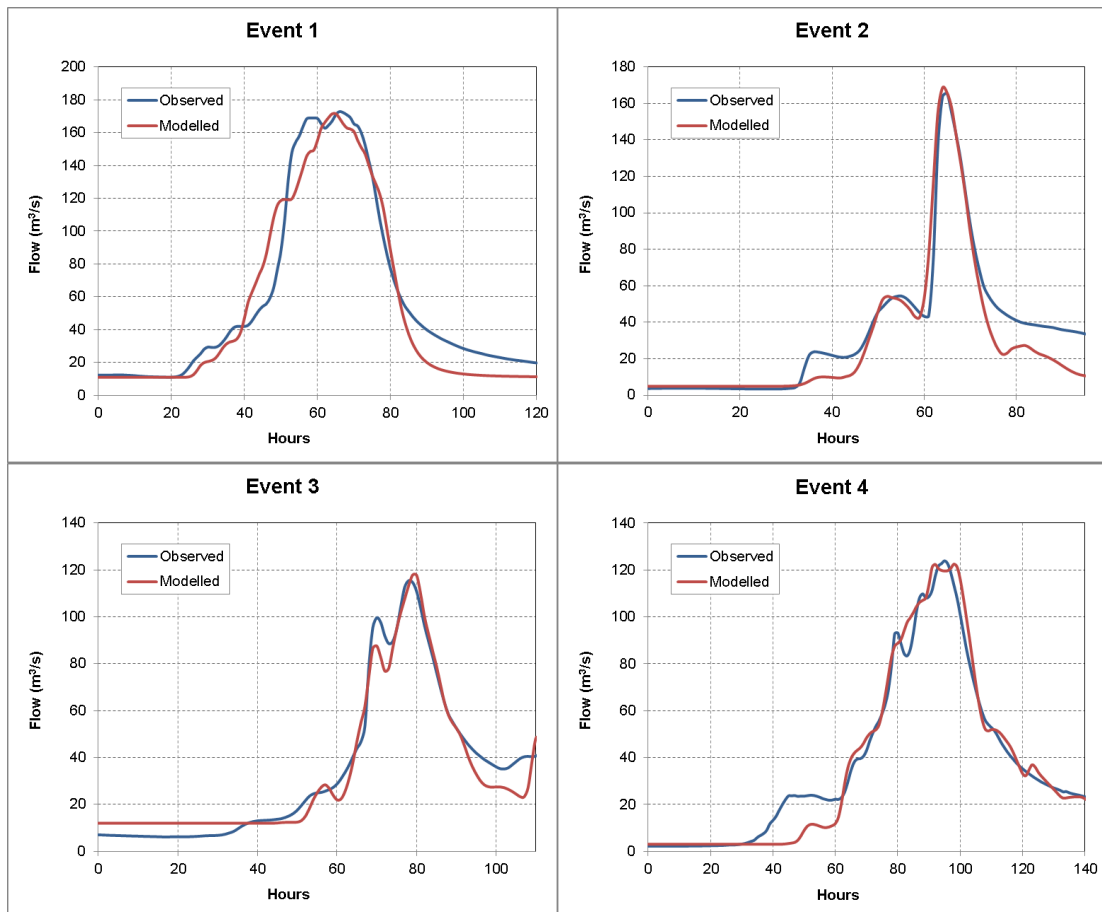 Event 1
200
180
160
140
120
100
80
60
40
20
0
Flow (m³/s)
Observed
Modelled
0 20 40 60 80 100 120
Hours
Event 2
180
160
140
120
100
80
60
40
20
0
Flow (m³/s)
Observed
Modelled
0 20 40 60 80
Hours
Event 3
140
120
100
80
60
40
20
0
Flow (m³/s)
Observed
Modelled
0 20 40 60 80 100
Hours
Event 4
140
120
100
80
60
40
20
0
Flow (m³/s)
Observed
Modelled
0 20 40 60 80 100 120 140
Hours